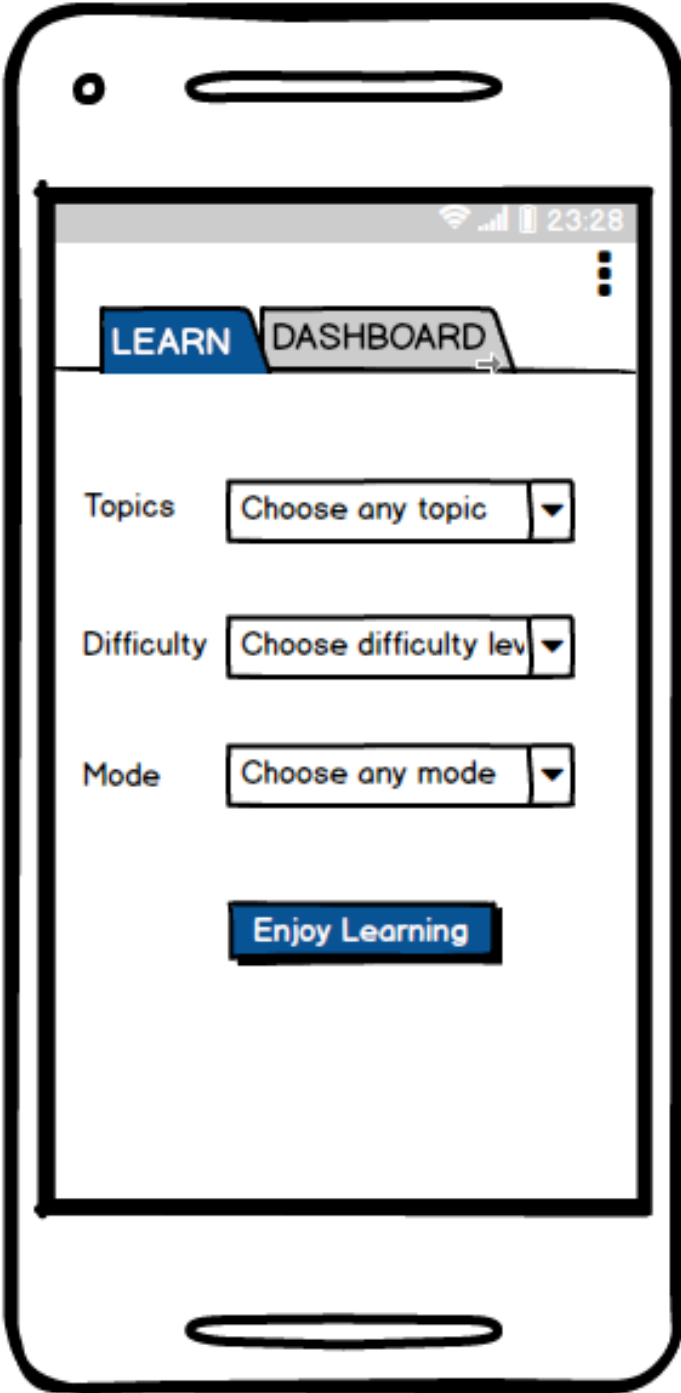 23:28
LEARN DASHBOARD
Topics Choose any topic
Difficulty Choose difficulty lev
Mode Choose any mode
Enjoy Learning